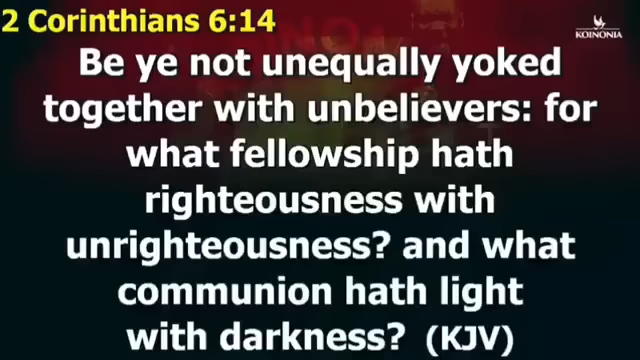 2 Corinthians 6:14
KOINONIA
Be ye not unequally yoked
together with unbelievers: for
what fellowship hath
righteousness with
unrighteousness? and what
communion hath light
with darkness? (KJV)